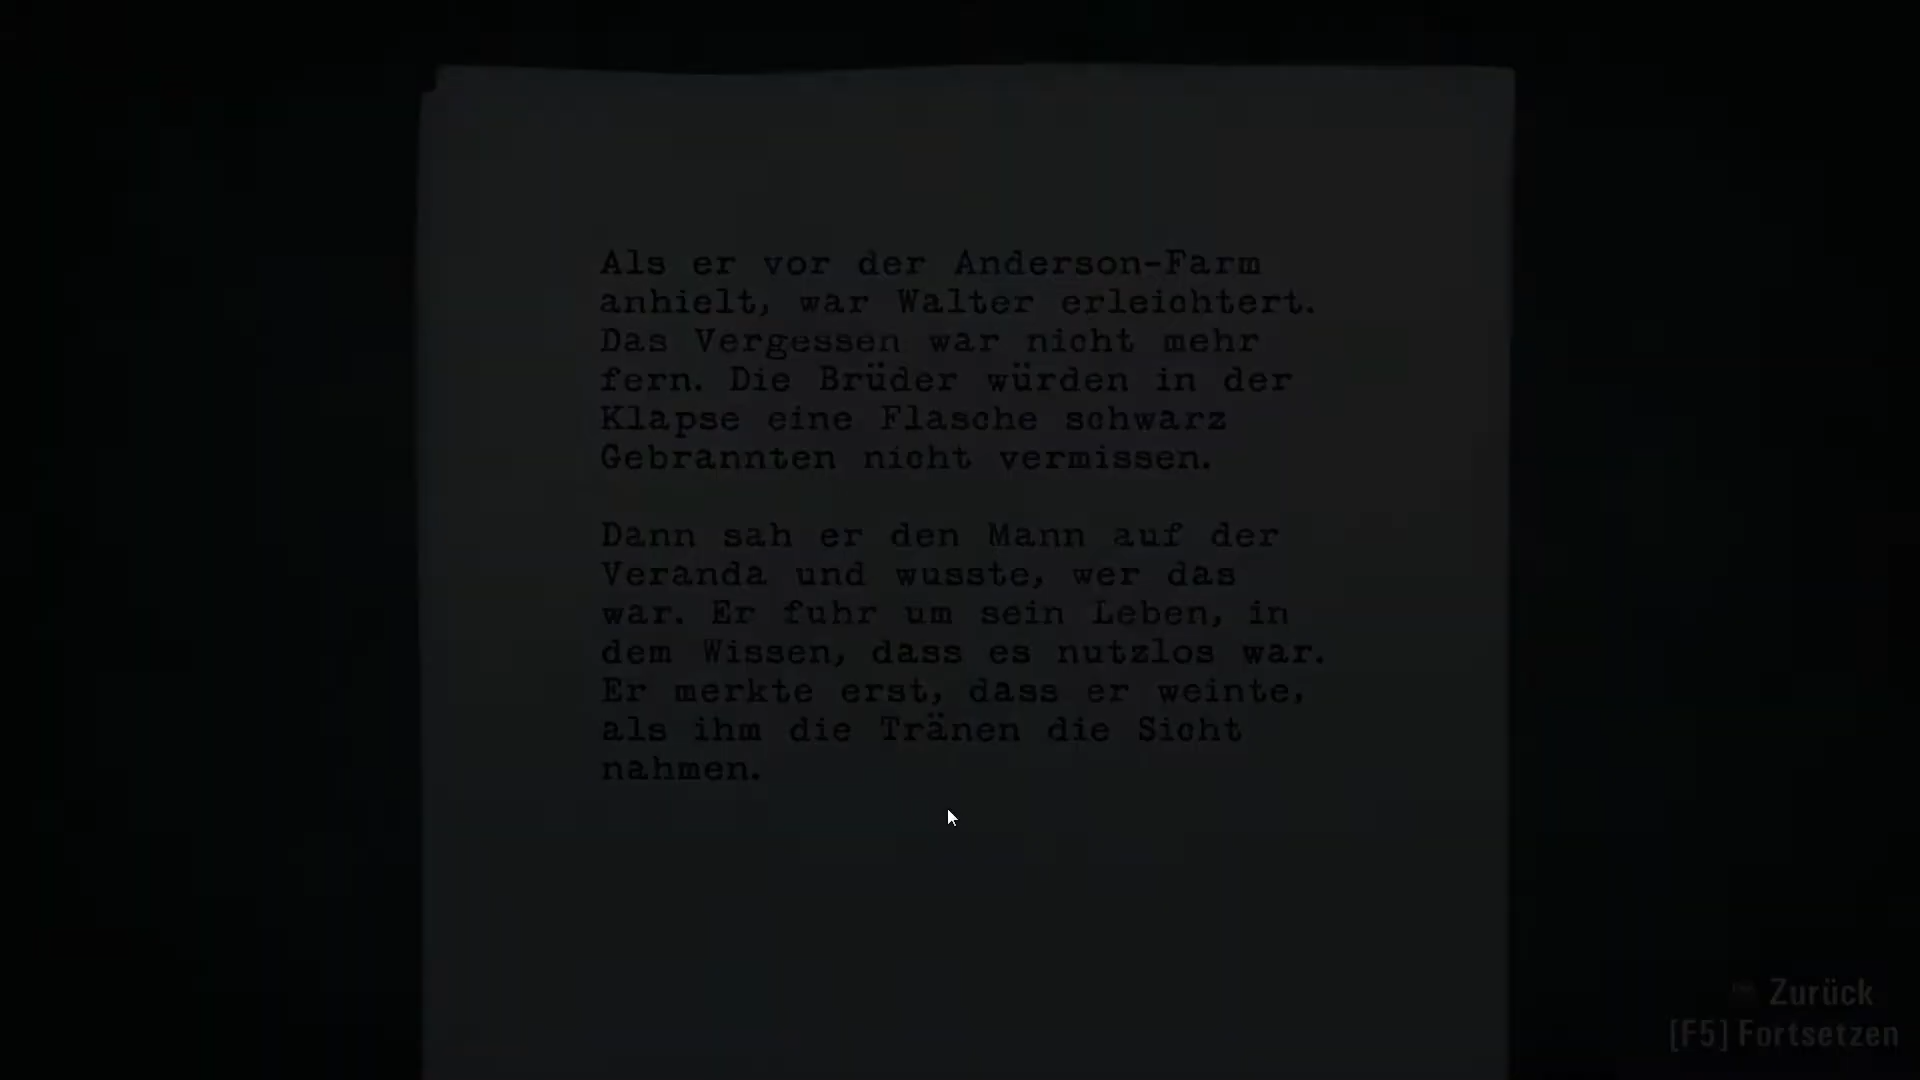 Als er vor der Anderson-Farm
anhielt, war Walter erleichtert.
Das Vergessen war nicht mehr
fern. Die Brüder würden in der
Klapse eine Flasche schwarz
Gebrannten nicht vermissen.
Dann sah er den Mann auf der
Veranda und wusste, wer das
war. Er fuhr um sein Leben, in
dem Wissen, dass es nutzlos war.
Er merkte erst, dass er weinte,
als ihm die Tränen die Sicht
nahmen.
Zurück
[F5] Fortsetzen